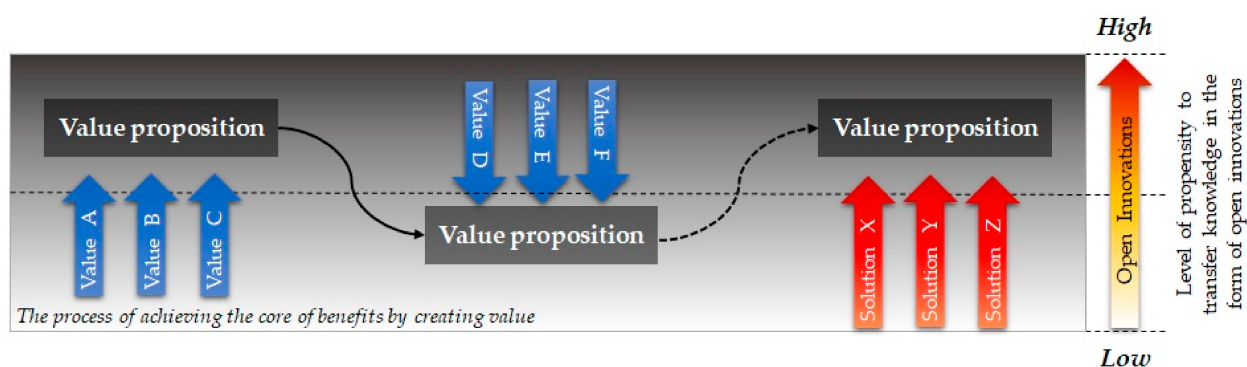 High
Value proposition
Value A
Value B
Value C
Value D
Value E
Value F
Value proposition
Value proposition
Solution X
Solution Y
Solution Z
The process of achieving the core of benefits by creating value
Open Innovations
Level of propensity to
transfer knowledge in the
form of open innovations
Low